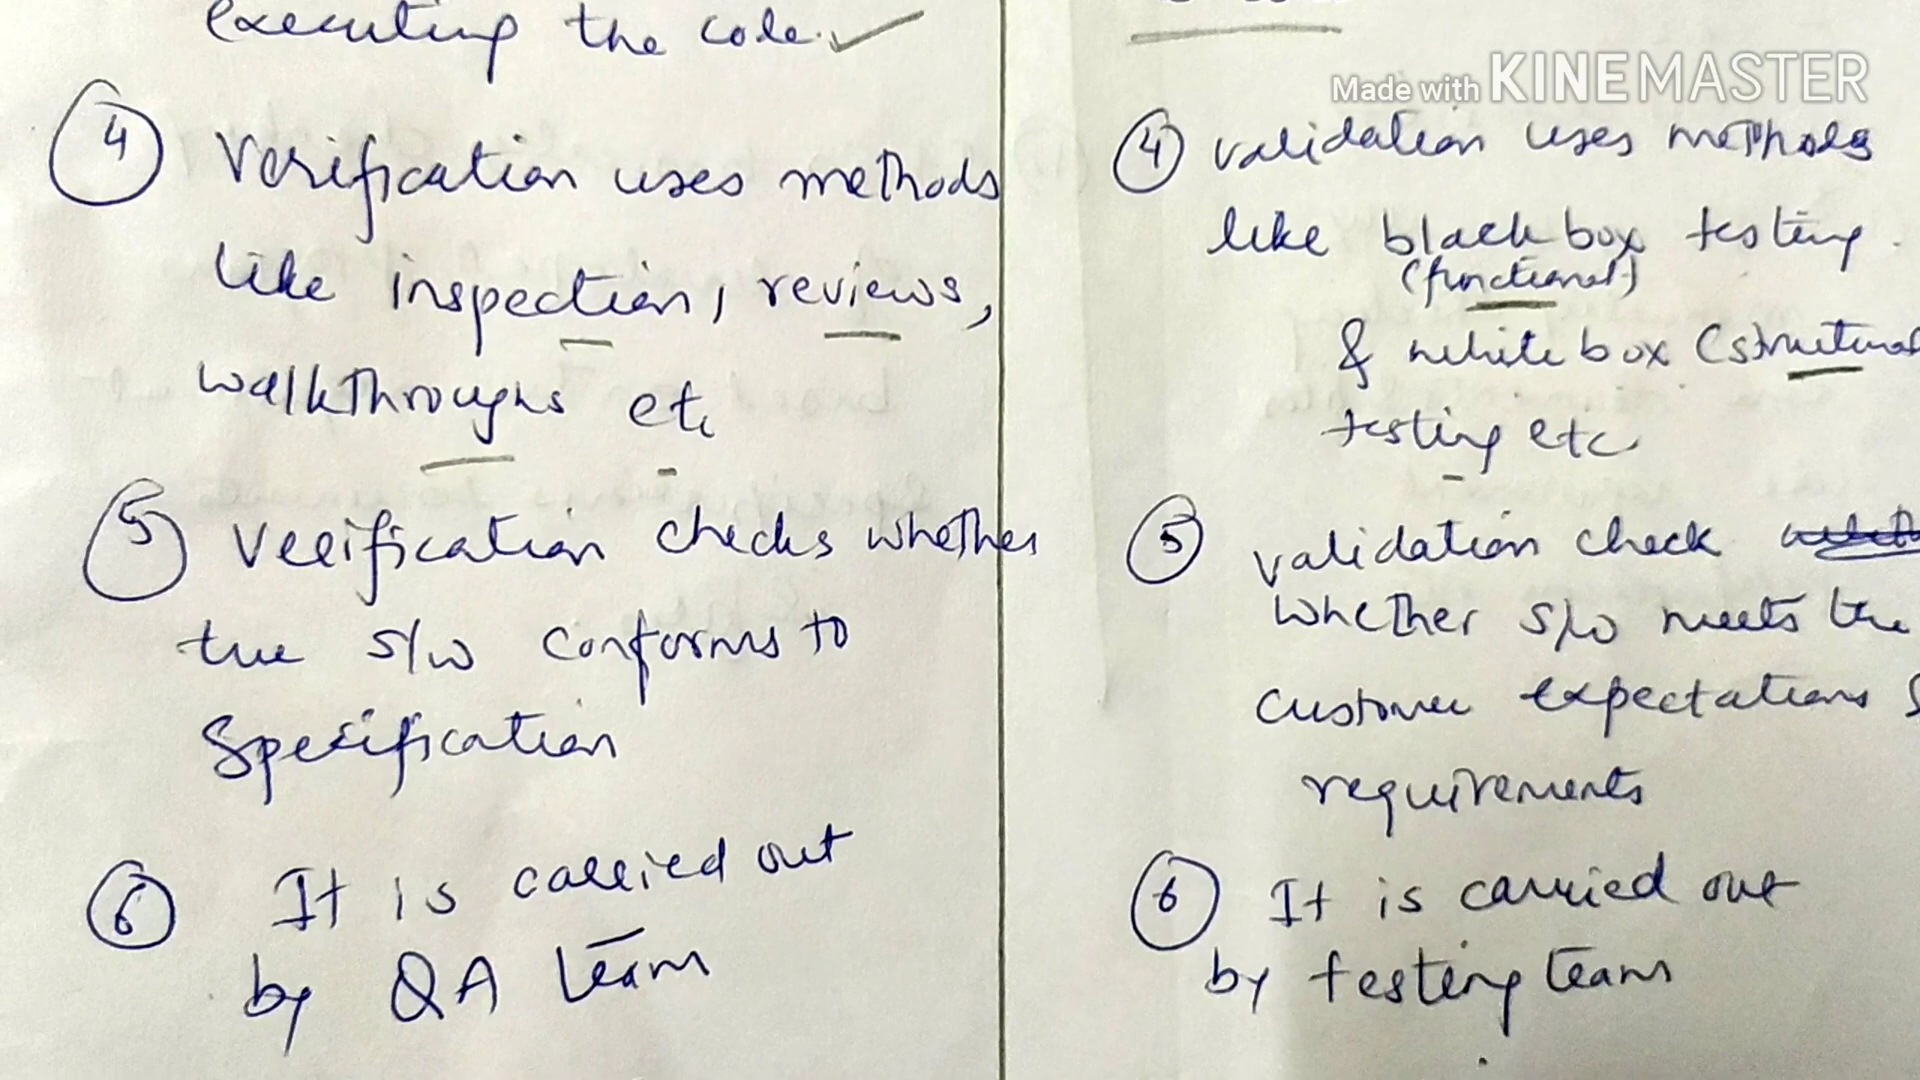 executing the code.
4 Verification uses methods
like inspection, reviews,
walkthroughs etc
5 Verification checks whether
the s/w conforms to
Specification
6 It is carried out
by QA team
Made with KINEMASTER
4 validation uses methods
like black box testing.
(functional)
& white box (structural
testing etc
5 validation check
whether s/w meets the
customer expectations &
requirements
6 It is carried out
by testing team